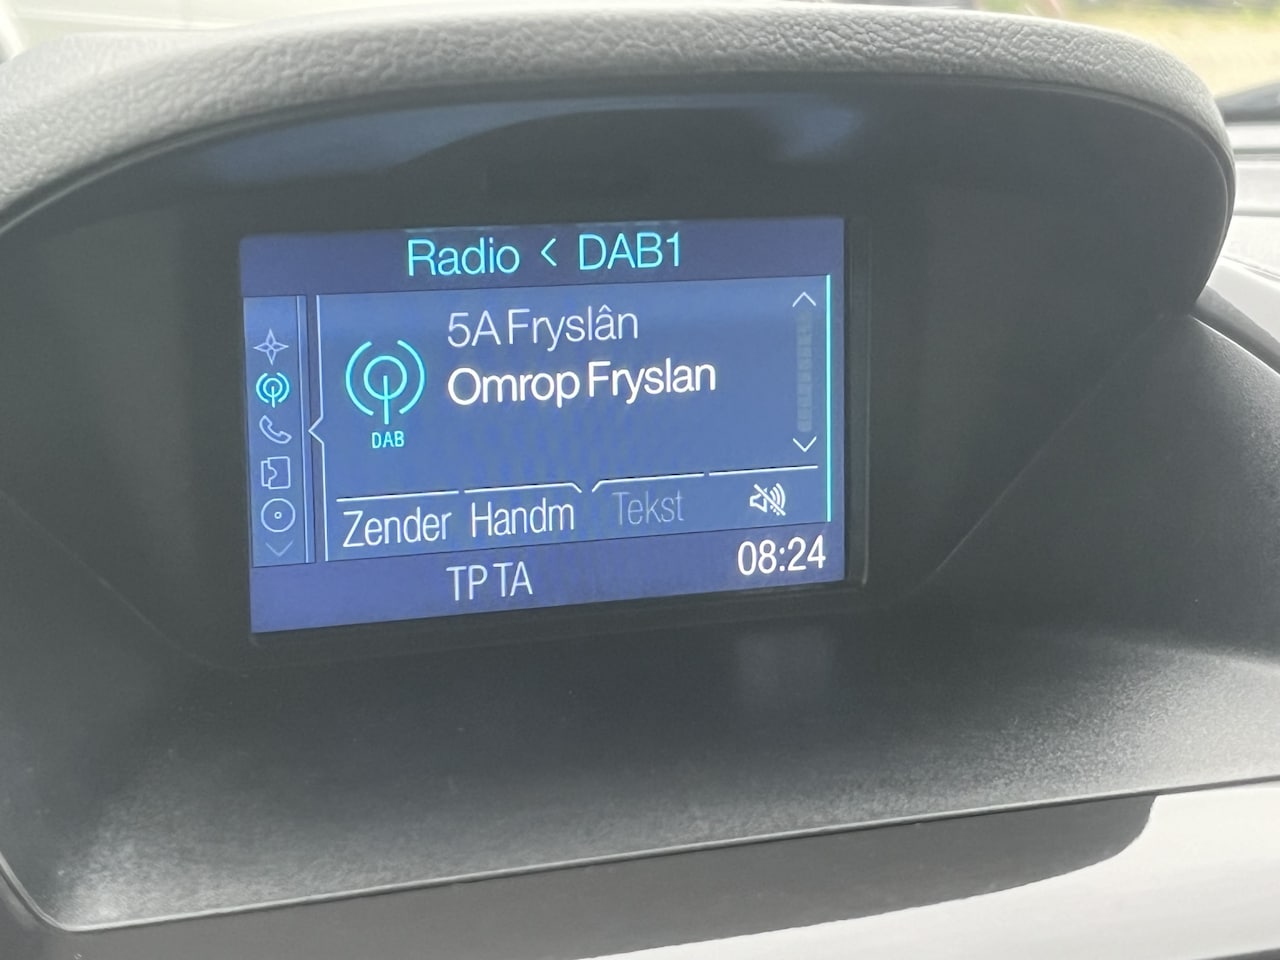 Radio < DAB1
5A Fryslân
Omrop Fryslan
DAB
Zender Handm Tekst
08:24
TP TA